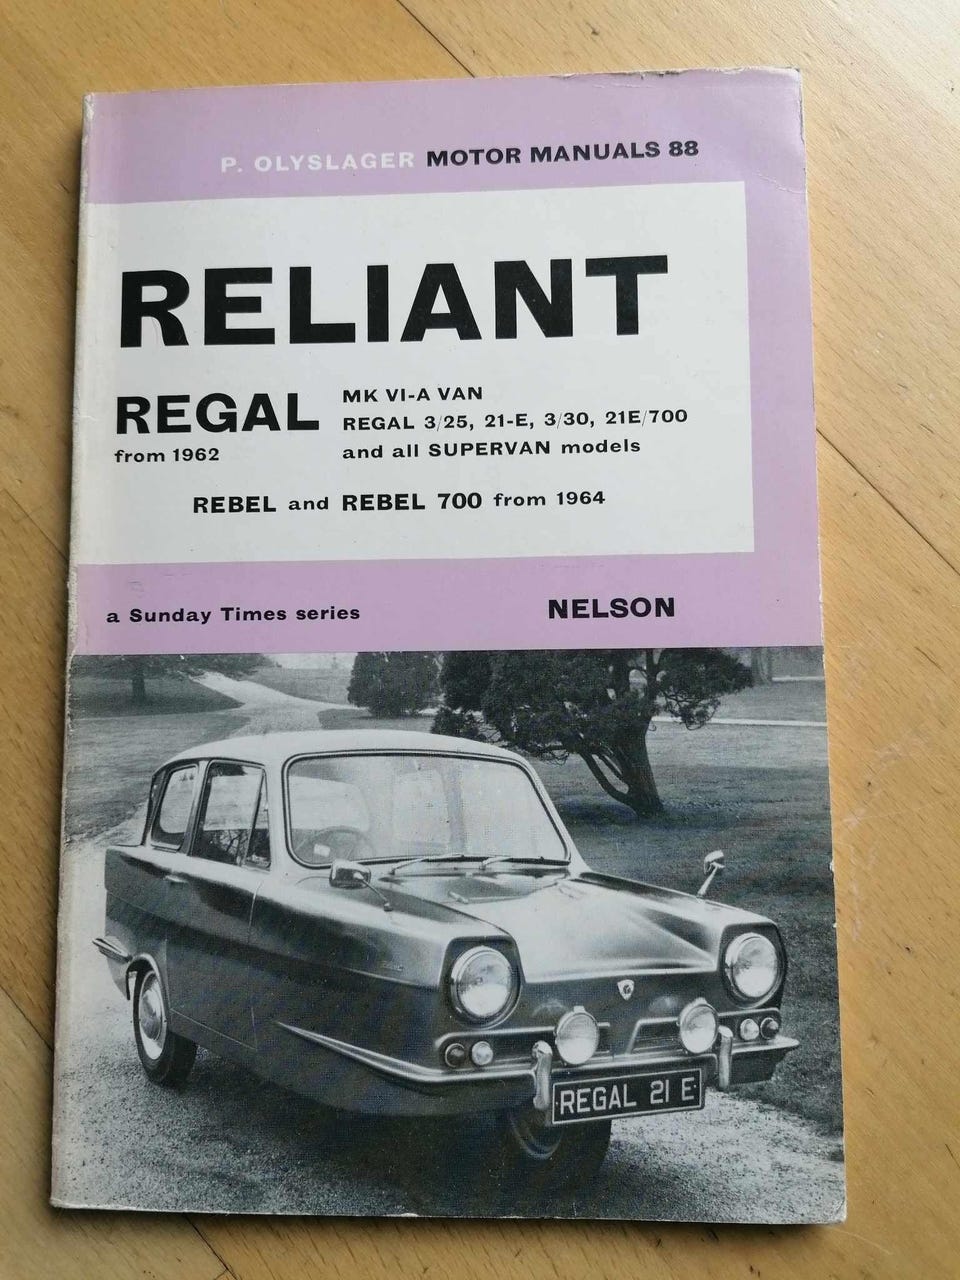 P. OLYSLAGER MOTOR MANUALS 88
RELIANT
REGAL
from 1962
MK VI-A VAN
REGAL 3/25, 21-E, 3/30, 21E/700
and all SUPERVAN models
REBEL and REBEL 700 from 1964
a Sunday Times series
NELSON
REGAL 21 E